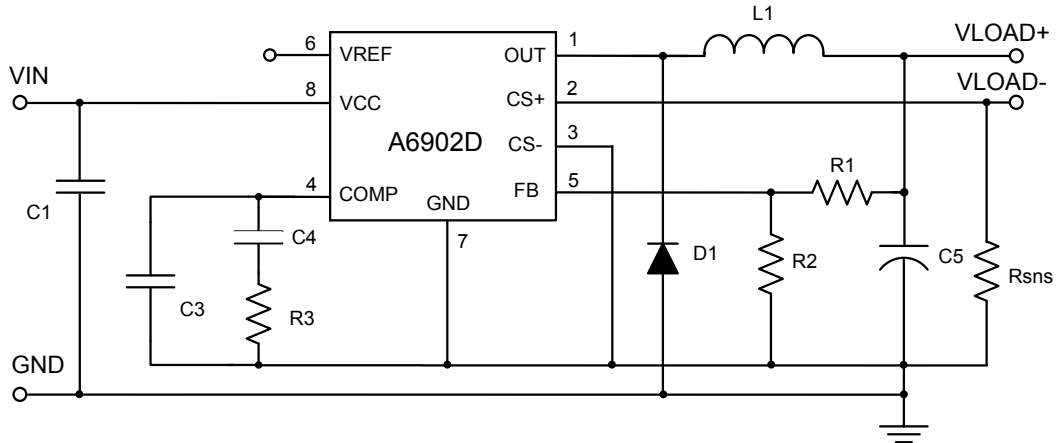 L1
VLOAD+
6
VREF
OUT
1
VIN
8
VCC
CS+
2
VLOAD-
A6902D
CS-
3
R1
4
COMP
FB
5
GND
7
C1
C4
D1
R2
C5
Rsns
C3
R3
GND